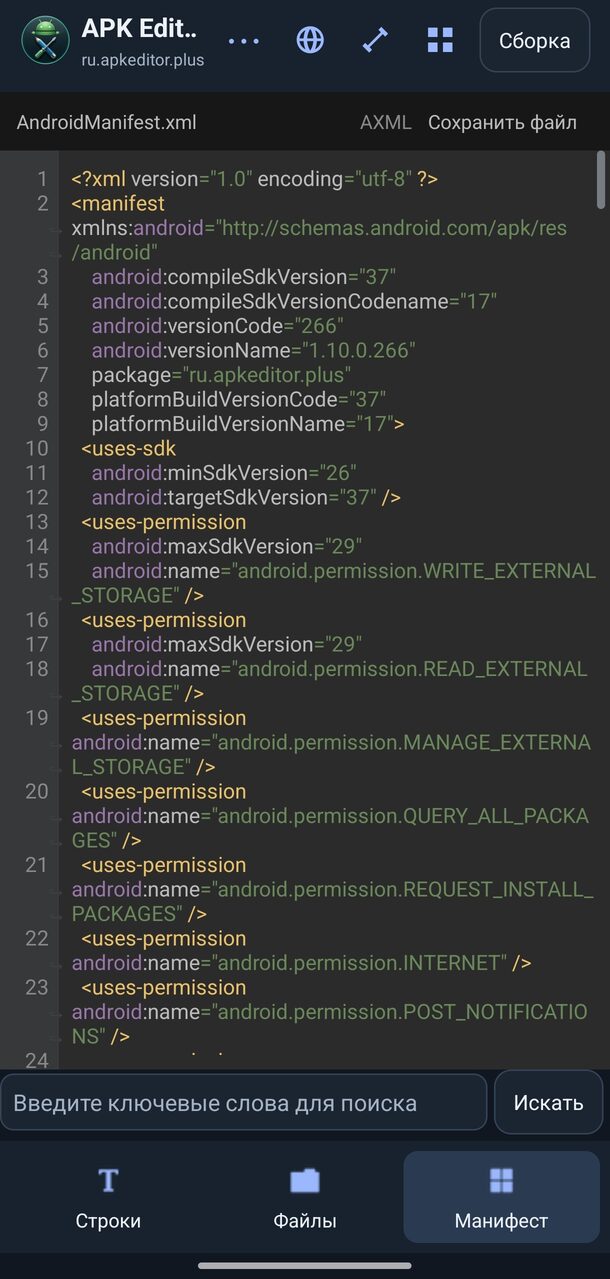 APK Edit..
ru.apkeditor.plus
Сборка
AndroidManifest.xml
AXML
Сохранить файл
1 <?xml version="1.0" encoding="utf-8" ?>
2 <manifest
xmlns:android="http://schemas.android.com/apk/res
/android"
3 android:compileSdkVersion="37"
4 android:compileSdkVersionCodename="17"
5 android:versionCode="266"
6 android:versionName="1.10.0.266"
7 package="ru.apkeditor.plus"
8 platformBuildVersionCode="37"
9 platformBuildVersionName="17">
10 <uses-sdk
11 android:minSdkVersion="26"
12 android:targetSdkVersion="37" />
13 <uses-permission
14 android:maxSdkVersion="29"
15 android:name="android.permission.WRITE_EXTERNAL
_STORAGE" />
16 <uses-permission
17 android:maxSdkVersion="29"
18 android:name="android.permission.READ_EXTERNAL
_STORAGE" />
19 <uses-permission
android:name="android.permission.MANAGE_EXTERNA
L_STORAGE" />
20 <uses-permission
android:name="android.permission.QUERY_ALL_PACKA
GES" />
21 <uses-permission
android:name="android.permission.REQUEST_INSTALL_
PACKAGES" />
22 <uses-permission
android:name="android.permission.INTERNET" />
23 <uses-permission
android:name="android.permission.POST_NOTIFICATIO
NS" />
24
Введите ключевые слова для поиска
Искать
Строки
Файлы
Манифест